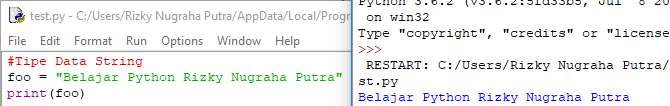 test.py - C:/Users/Rizky Nugraha Putra/AppData/Local/Progr
File Edit Format Run Options Window Help
#Tipe Data String
foo = "Belajar Python Rizky Nugraha Putra"
print(foo)
Python 3.6.2 (v3.6.2:5fd33b5, Jul 8 20
on win32
Type "copyright", "credits" or "license
>>>
RESTART: C:/Users/Rizky Nugraha Putra/
st.py
Belajar Python Rizky Nugraha Putra